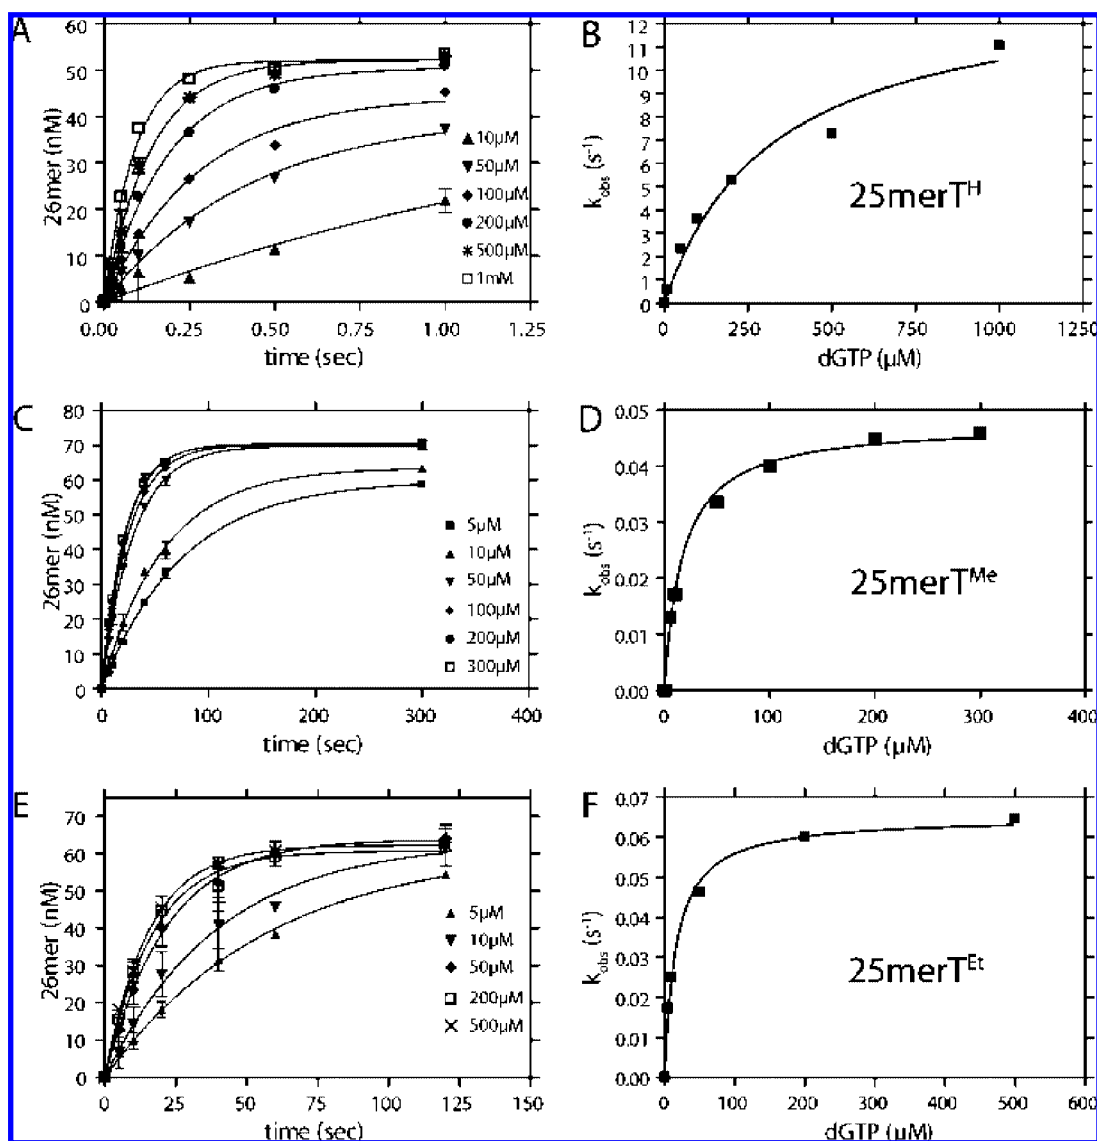 A
26mer (nM)
60
50
40
30
20
10
0
0.00
0.25
0.50
0.75
1.00
1.25
time (sec)
10µM
50µM
100µM
200µM
500µM
1mM
B
kobs (s⁻¹)
12
11
10
9
8
7
6
5
4
3
2
1
0
0
250
500
750
1000
1250
dGTP (µM)
25merTᴴ
C
26mer (nM)
80
70
60
50
40
30
20
10
0
0
100
200
300
400
time (sec)
5µM
10µM
50µM
100µM
200µM
300µM
D
kobs (s⁻¹)
0.05
0.04
0.03
0.02
0.01
0.00
0
100
200
300
400
dGTP (µM)
25merTᴹᵉ
E
26mer (nM)
70
60
50
40
30
20
10
0
0
25
50
75
100
125
150
time (sec)
5µM
10µM
50µM
200µM
500µM
F
kobs (s⁻¹)
0.07
0.06
0.05
0.04
0.03
0.02
0.01
0.00
0
100
200
300
400
500
600
dGTP (µM)
25merTᴱᵗ